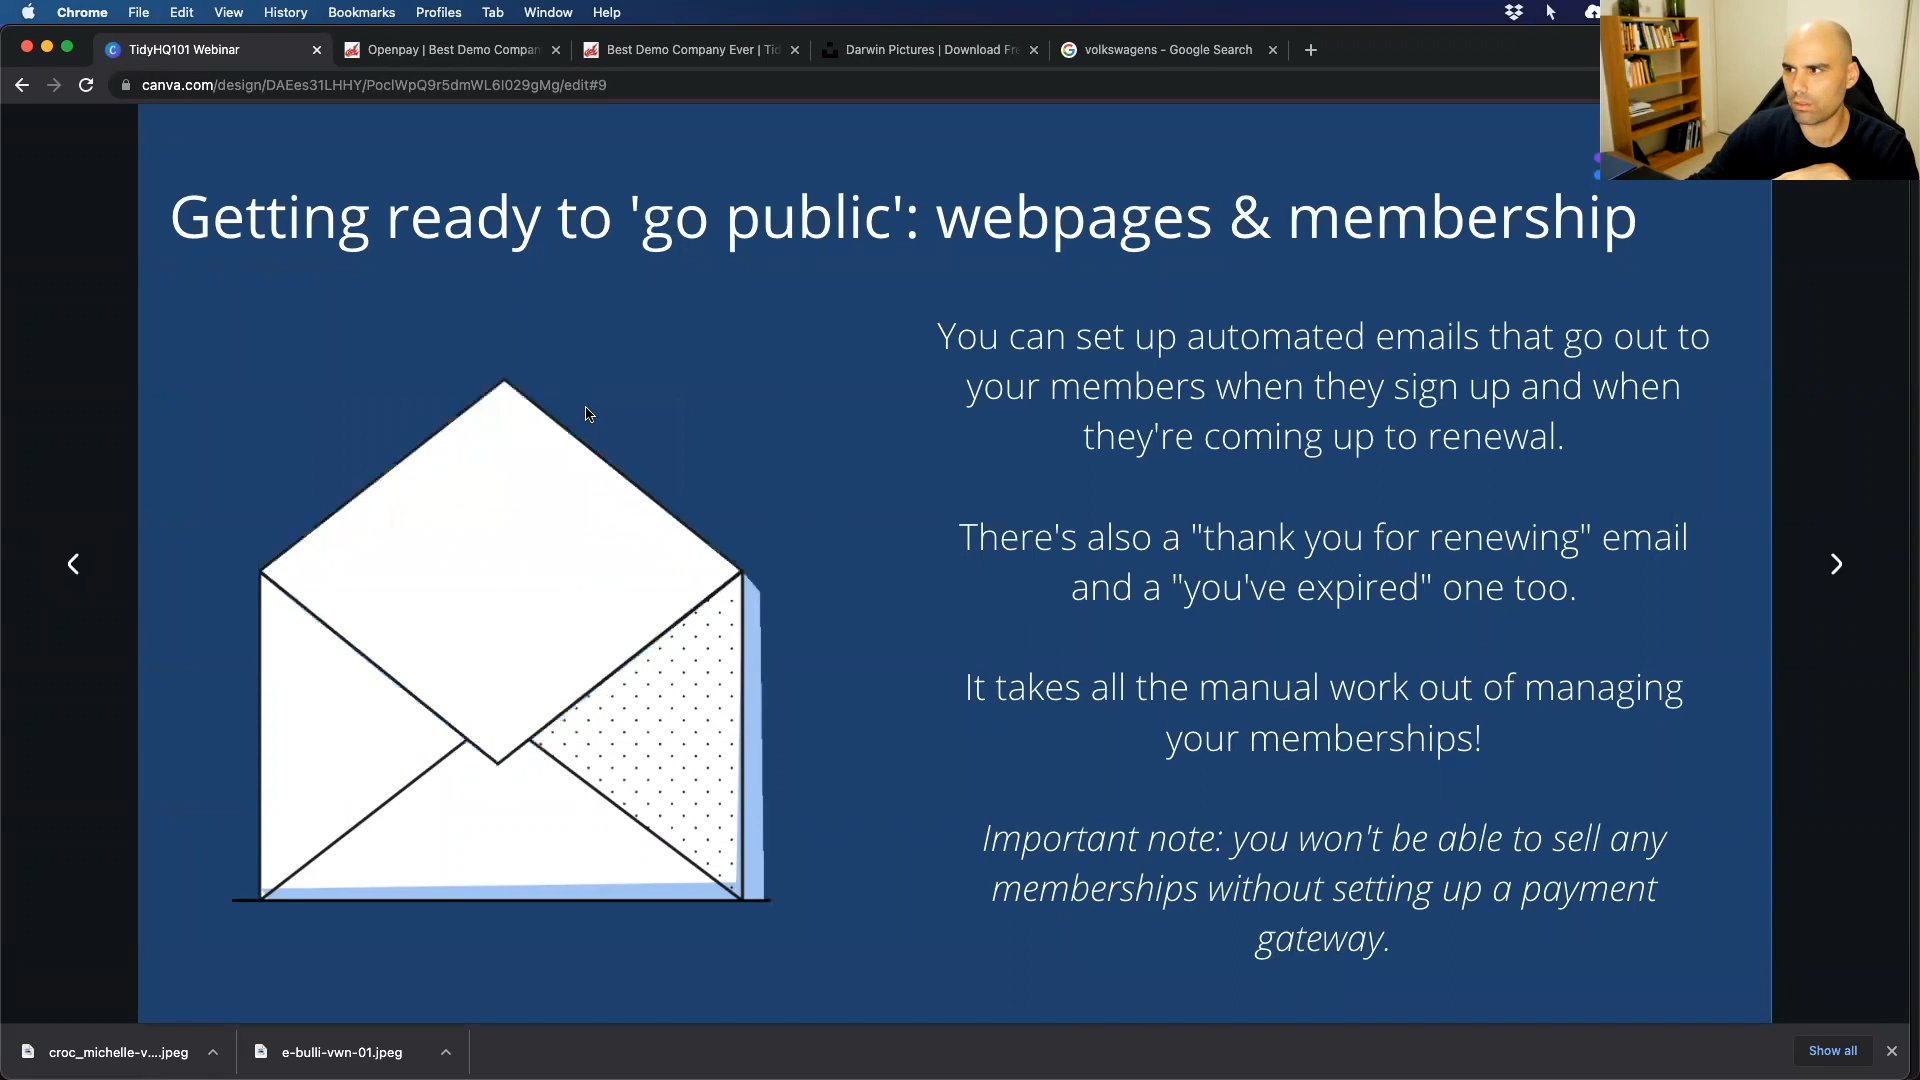 Chrome File Edit View History Bookmarks Profiles Tab Window Help
TidyHQ101 Webinar
Openpay | Best Demo Compan
Best Demo Company Ever | Tid
Darwin Pictures | Download Fr
volkswagens - Google Search
canva.com/design/DAEes31LHHY/PoclWpQ9r5dmWL6I029gMg/edit#9
Getting ready to 'go public': webpages & membership
You can set up automated emails that go out to
your members when they sign up and when
they're coming up to renewal.
There's also a "thank you for renewing" email
and a "you've expired" one too.
It takes all the manual work out of managing
your memberships!
Important note: you won't be able to sell any
memberships without setting up a payment
gateway.
croc_michelle-v....jpeg
e-bulli-vwn-01.jpeg
Show all